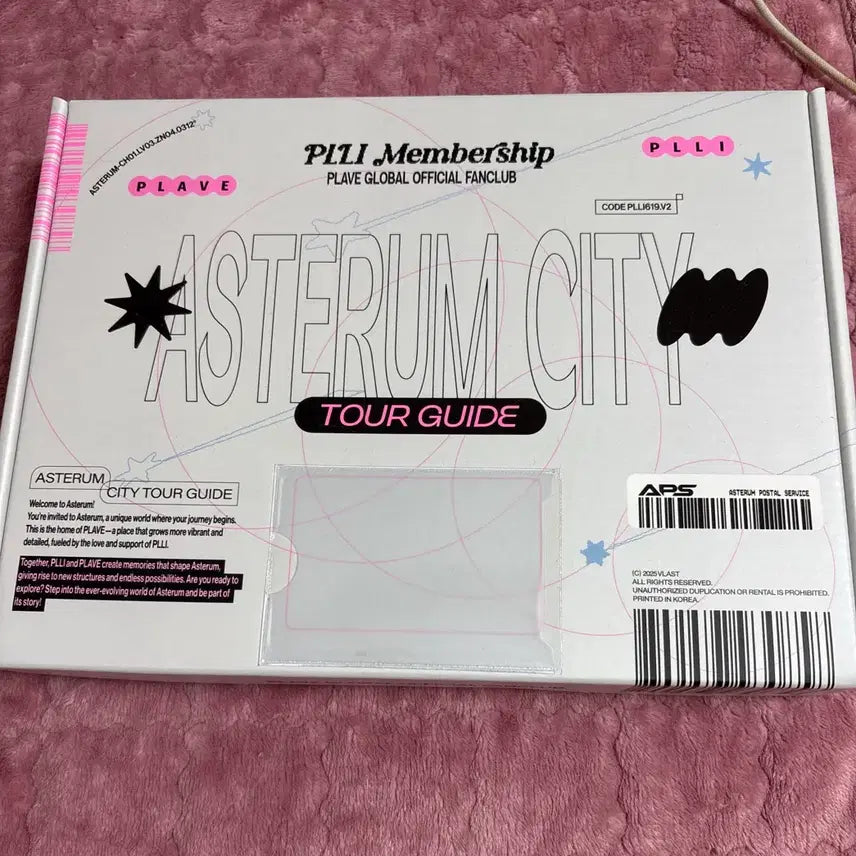 ASTERUM-CH01.LV03.ZN04.0312*
PLAVE
PLLI Membership
PLAVE GLOBAL OFFICIAL FANCLUB
PLLI
CODE PLLI619.V2
ASTERUM CITY
TOUR GUIDE
ASTERUM
CITY TOUR GUIDE
Welcome to Asterum!
You're invited to Asterum, a unique world where your journey begins.
This is the home of PLAVE—a place that grows more vibrant and
detailed, fueled by the love and support of PLLI.
Together, PLLI and PLAVE create memories that shape Asterum,
giving rise to new structures and endless possibilities. Are you ready to
explore? Step into the ever-evolving world of Asterum and be part of
its story!
APS
ASTERUM POSTAL SERVICE
(C) 2025 VLAST
ALL RIGHTS RESERVED.
UNAUTHORIZED DUPLICATION OR RENTAL IS PROHIBITED.
PRINTED IN KOREA.